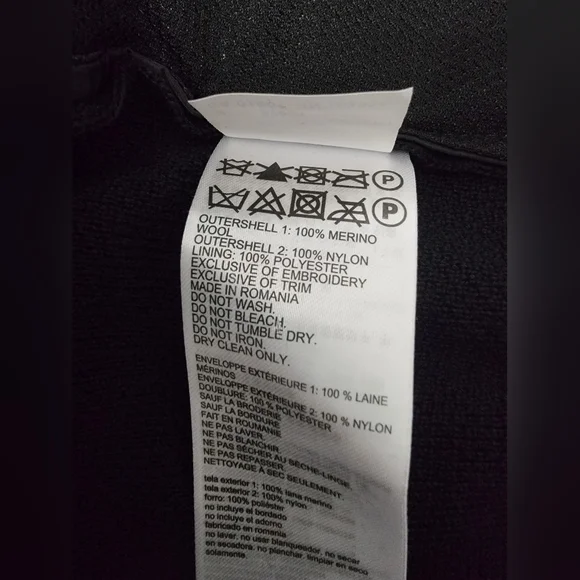 P
P
OUTERSHELL 1: 100% MERINO
WOOL
OUTERSHELL 2: 100% NYLON
LINING: 100% POLYESTER
EXCLUSIVE OF EMBROIDERY
EXCLUSIVE OF TRIM
MADE IN ROMANIA
DO NOT WASH.
DO NOT BLEACH.
DO NOT TUMBLE DRY.
DO NOT IRON.
DRY CLEAN ONLY.
ENVELOPPE EXTÉRIEURE 1: 100 % LAINE
MÉRINOS
ENVELOPPE EXTÉRIEURE 2: 100 % NYLON
DOUBLURE: 100 % POLYESTER
SAUF LA BRODERIE
SAUF LA BORDURE
FAIT EN ROUMANIE
NE PAS LAVER.
NE PAS BLANCHIR.
NE PAS SÉCHER AU SÈCHE-LINGE.
NE PAS REPASSER.
NETTOYAGE À SEC SEULEMENT.
tela exterior 1: 100% lana merino
tela exterior 2: 100% nylon
forro: 100% poliéster
no incluye el bordado
no incluye el adorno
fabricado en romania
no lavar. no usar blanqueador. no secar
en secadora. no planchar. limpiar en seco
solamente.